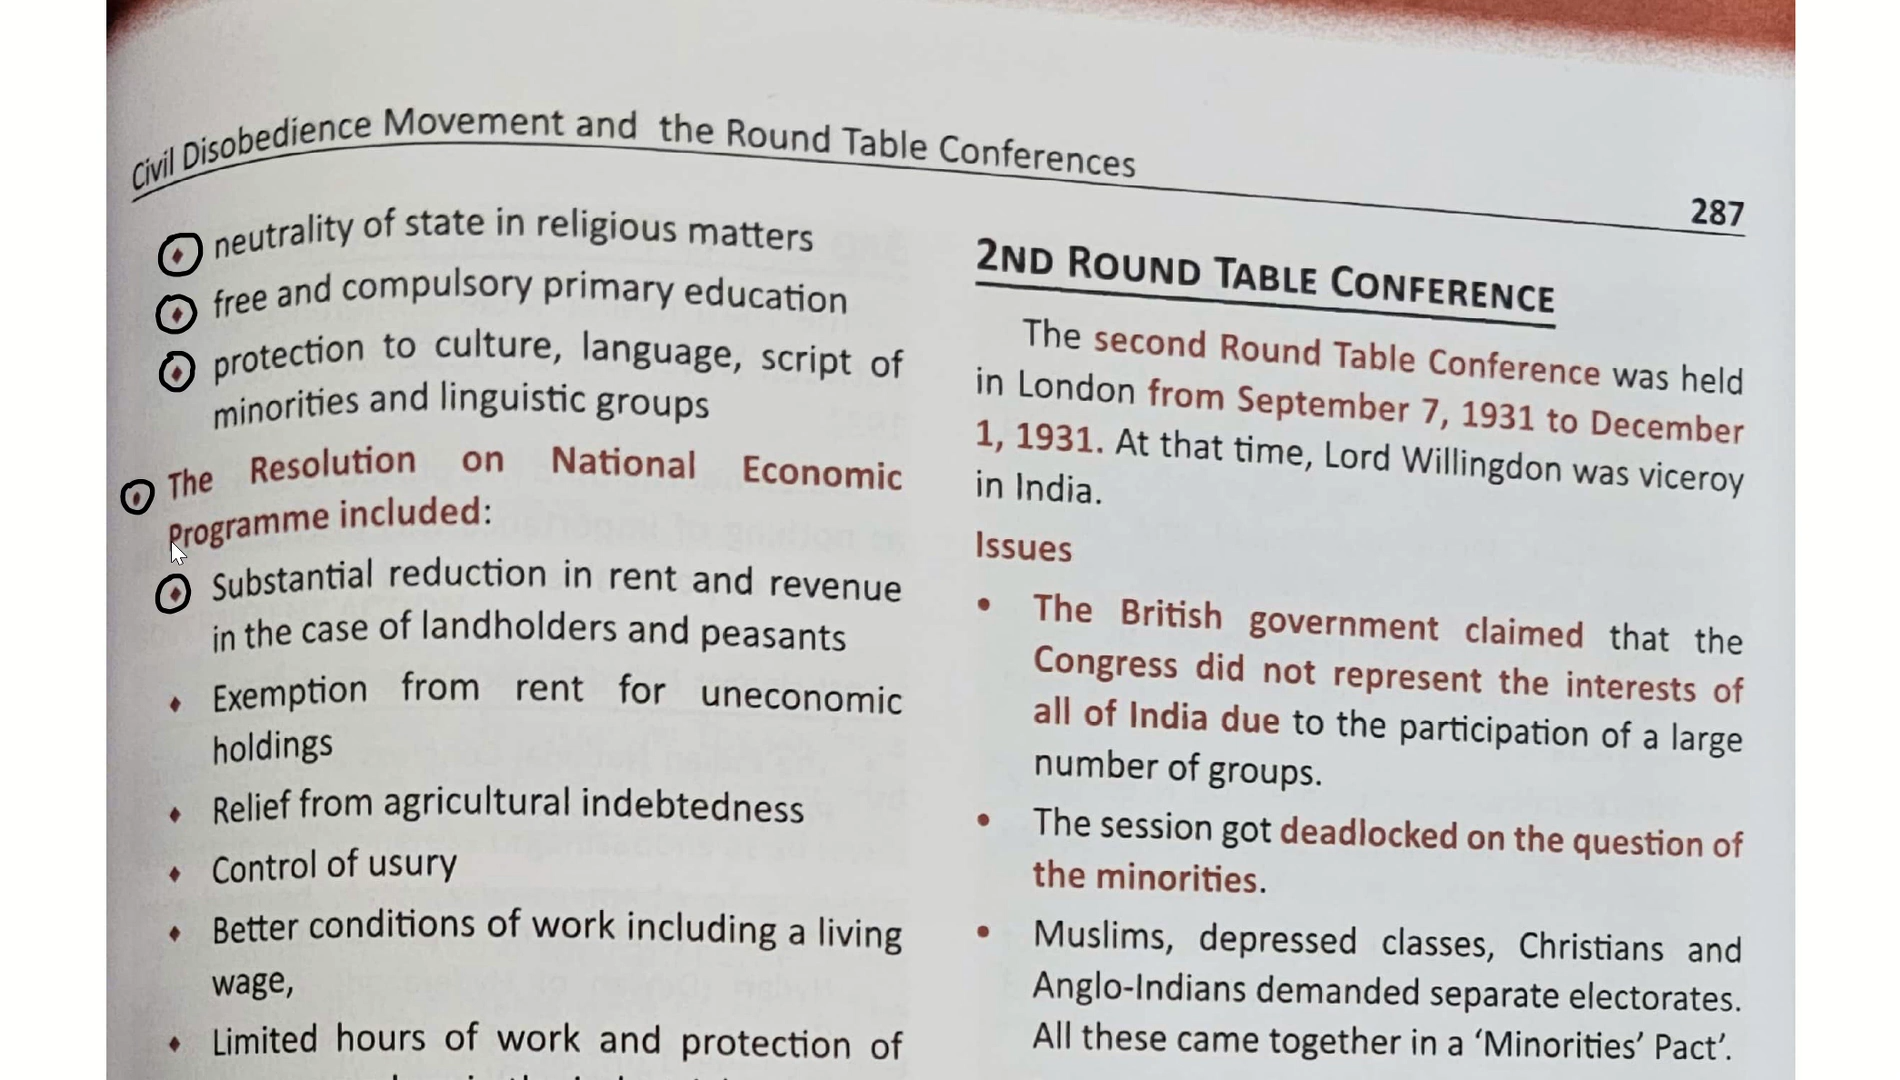 Civil Disobedience Movement and the Round Table Conferences
287
♦ neutrality of state in religious matters
♦ free and compulsory primary education
♦ protection to culture, language, script of
minorities and linguistic groups
♦ The Resolution on National Economic
Programme included:
♦ Substantial reduction in rent and revenue
in the case of landholders and peasants
♦ Exemption from rent for uneconomic
holdings
♦ Relief from agricultural indebtedness
♦ Control of usury
♦ Better conditions of work including a living
wage,
♦ Limited hours of work and protection of
2ND ROUND TABLE CONFERENCE
The second Round Table Conference was held
in London from September 7, 1931 to December
1, 1931. At that time, Lord Willingdon was viceroy
in India.
Issues
• The British government claimed that the
Congress did not represent the interests of
all of India due to the participation of a large
number of groups.
• The session got deadlocked on the question of
the minorities.
• Muslims, depressed classes, Christians and
Anglo-Indians demanded separate electorates.
All these came together in a ‘Minorities’ Pact’.